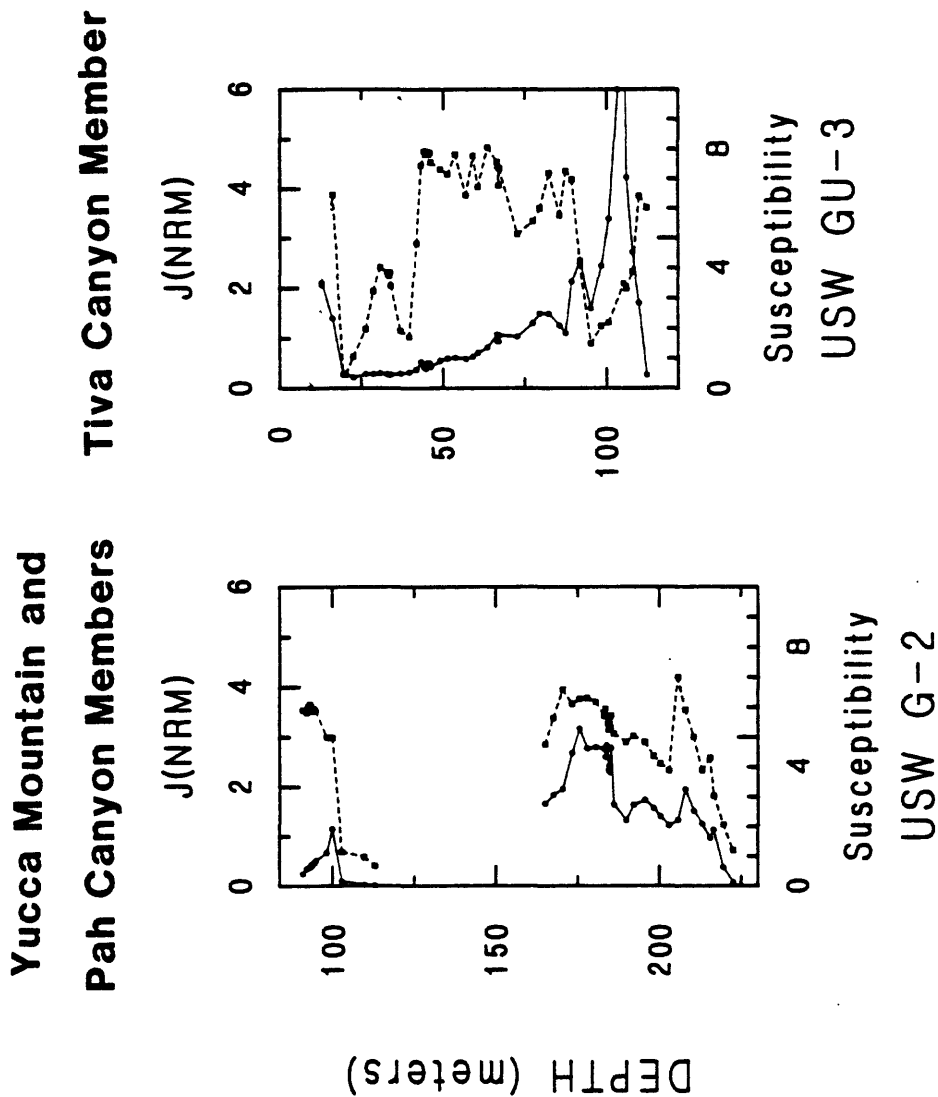 Yucca Mountain and
Pah Canyon Members
J(NRM)
0 2 4 6
100
150
200
0 4 8
Susceptibility
USW G-2
DEPTH (meters)
Tiva Canyon Member
J(NRM)
0 2 4 6
0
50
100
0 4 8
Susceptibility
USW GU-3